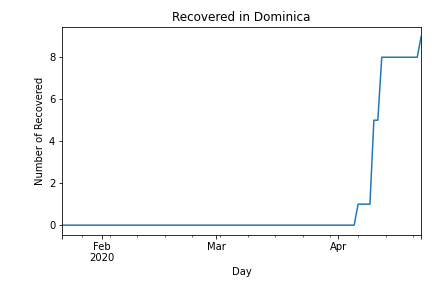 Recovered in Dominica
Number of Recovered
8
6
4
2
0
Feb
2020
Mar
Apr
Day